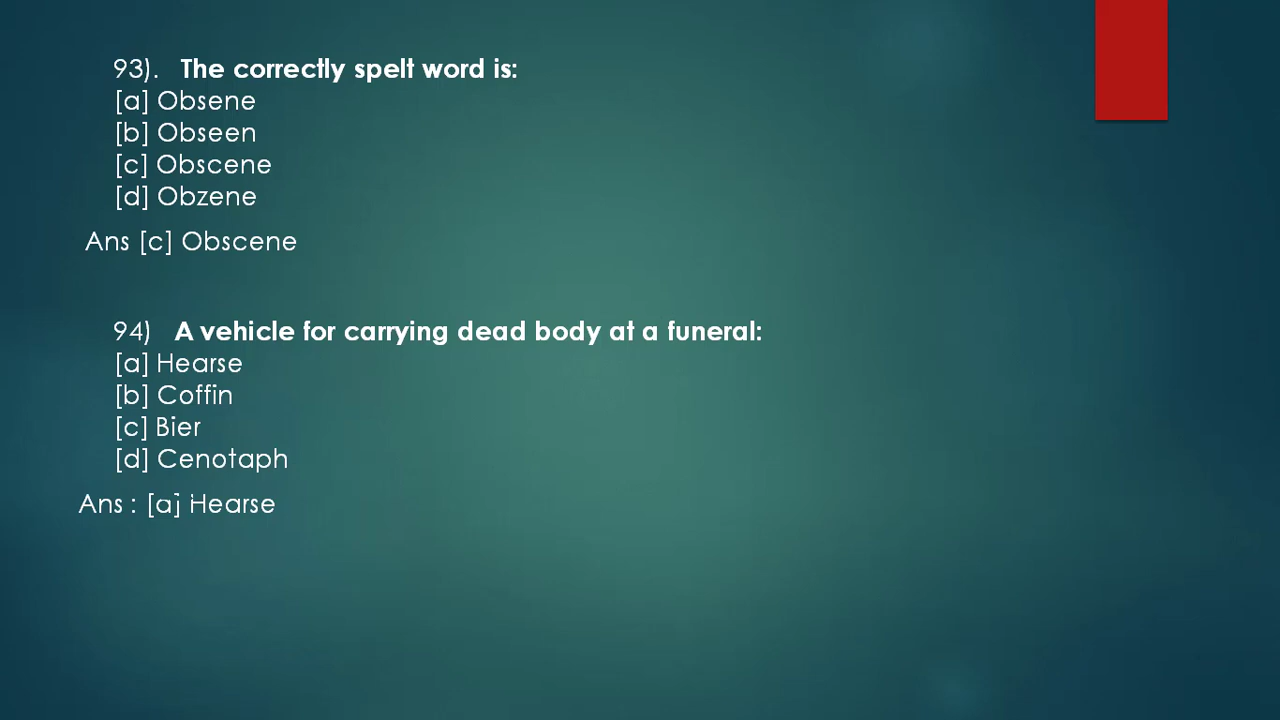 93). The correctly spelt word is:
[a] Obsene
[b] Obseen
[c] Obscene
[d] Obzene
Ans [c] Obscene
94) A vehicle for carrying dead body at a funeral:
[a] Hearse
[b] Coffin
[c] Bier
[d] Cenotaph
Ans : [a] Hearse